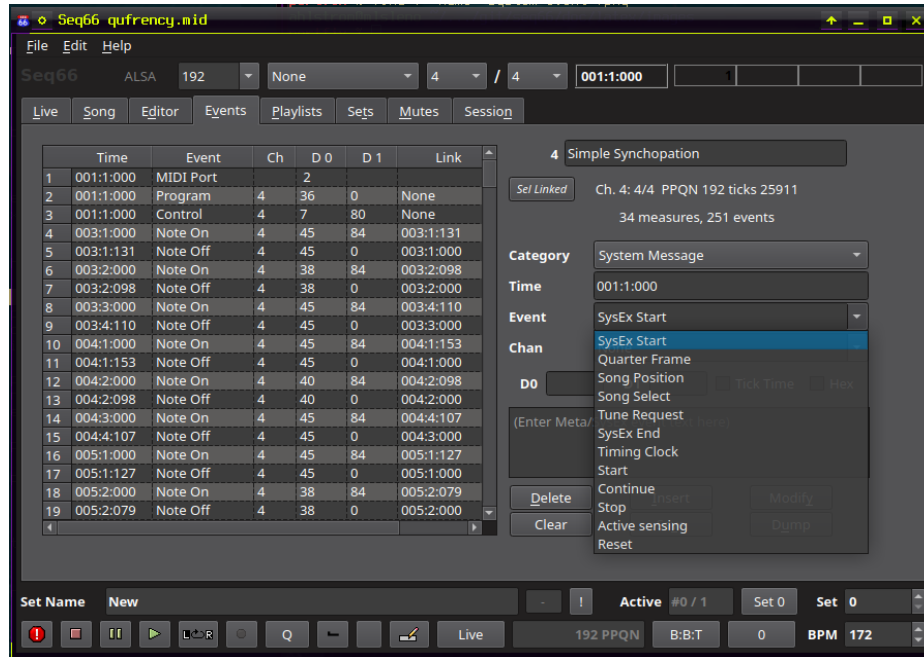 Seq66 qufrency.mid
File Edit Help
Seq66 ALSA 192 None 4 / 4 001:1:000 1
Live Song Editor Events Playlists Sets Mutes Session
Time Event Ch D 0 D 1 Link
1 001:1:000 MIDI Port 2
2 001:1:000 Program 4 36 0 None
3 001:1:000 Control 4 7 80 None
4 003:1:000 Note On 4 45 84 003:1:131
5 003:1:131 Note Off 4 45 0 003:1:000
6 003:2:000 Note On 4 38 84 003:2:098
7 003:2:098 Note Off 4 38 0 003:2:000
8 003:3:000 Note On 4 45 84 003:4:110
9 003:4:110 Note Off 4 45 0 003:3:000
10 004:1:000 Note On 4 45 84 004:1:153
11 004:1:153 Note Off 4 45 0 004:1:000
12 004:2:000 Note On 4 40 84 004:2:098
13 004:2:098 Note Off 4 40 0 004:2:000
14 004:3:000 Note On 4 45 84 004:4:107
15 004:4:107 Note Off 4 45 0 004:3:000
16 005:1:000 Note On 4 45 84 005:1:127
17 005:1:127 Note Off 4 45 0 005:1:000
18 005:2:000 Note On 4 38 84 005:2:079
19 005:2:079 Note Off 4 38 0 005:2:000
4 Simple Synchopation
Sel Linked Ch. 4: 4/4 PPQN 192 ticks 25911
34 measures, 251 events
Category System Message
Time 001:1:000
Event SysEx Start
Chan
SysEx Start
Quarter Frame
Song Position
Song Select
Tune Request
SysEx End
Timing Clock
Start
Continue
Stop
Active sensing
Reset
D0 Tick Time Hex
(Enter Meta/ here)
Delete Insert Modify
Clear Dump
Set Name New - ! Active #0 / 1 Set 0 Set 0
L R Q Live 192 PPQN B:B:T 0 BPM 172